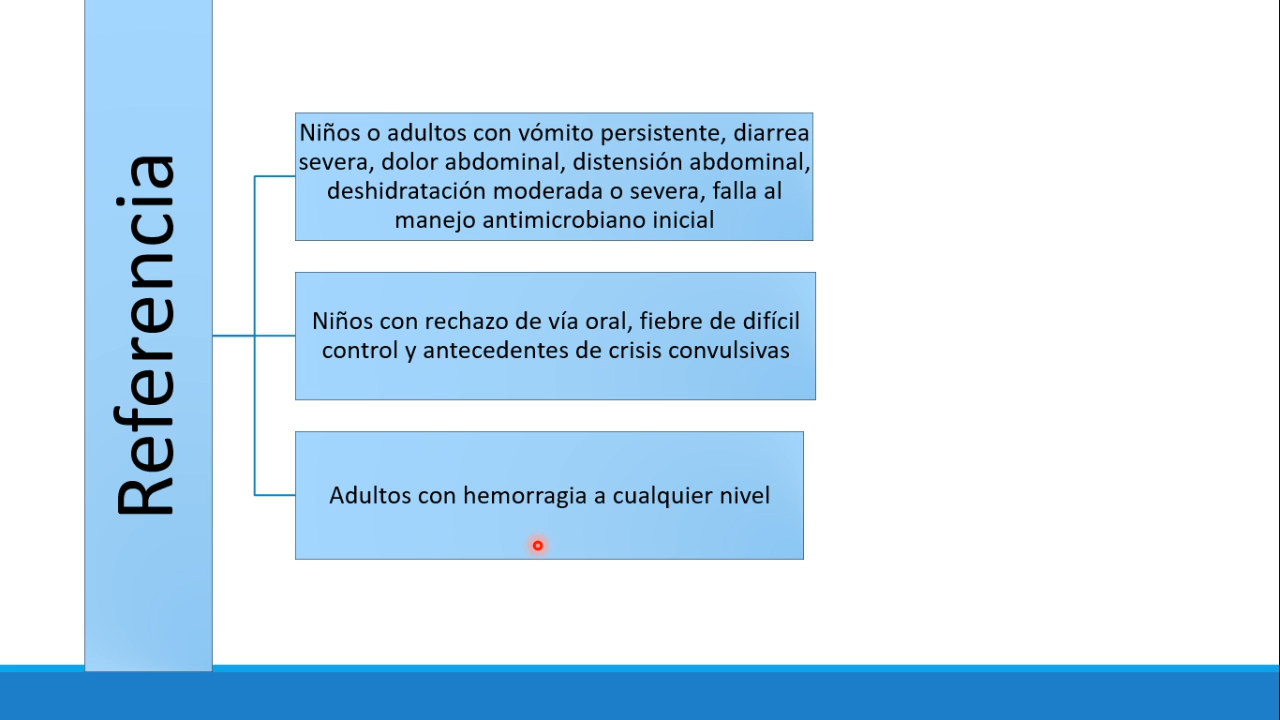 Referencia
Niños o adultos con vómito persistente, diarrea
severa, dolor abdominal, distensión abdominal,
deshidratación moderada o severa, falla al
manejo antimicrobiano inicial
Niños con rechazo de vía oral, fiebre de difícil
control y antecedentes de crisis convulsivas
Adultos con hemorragia a cualquier nivel